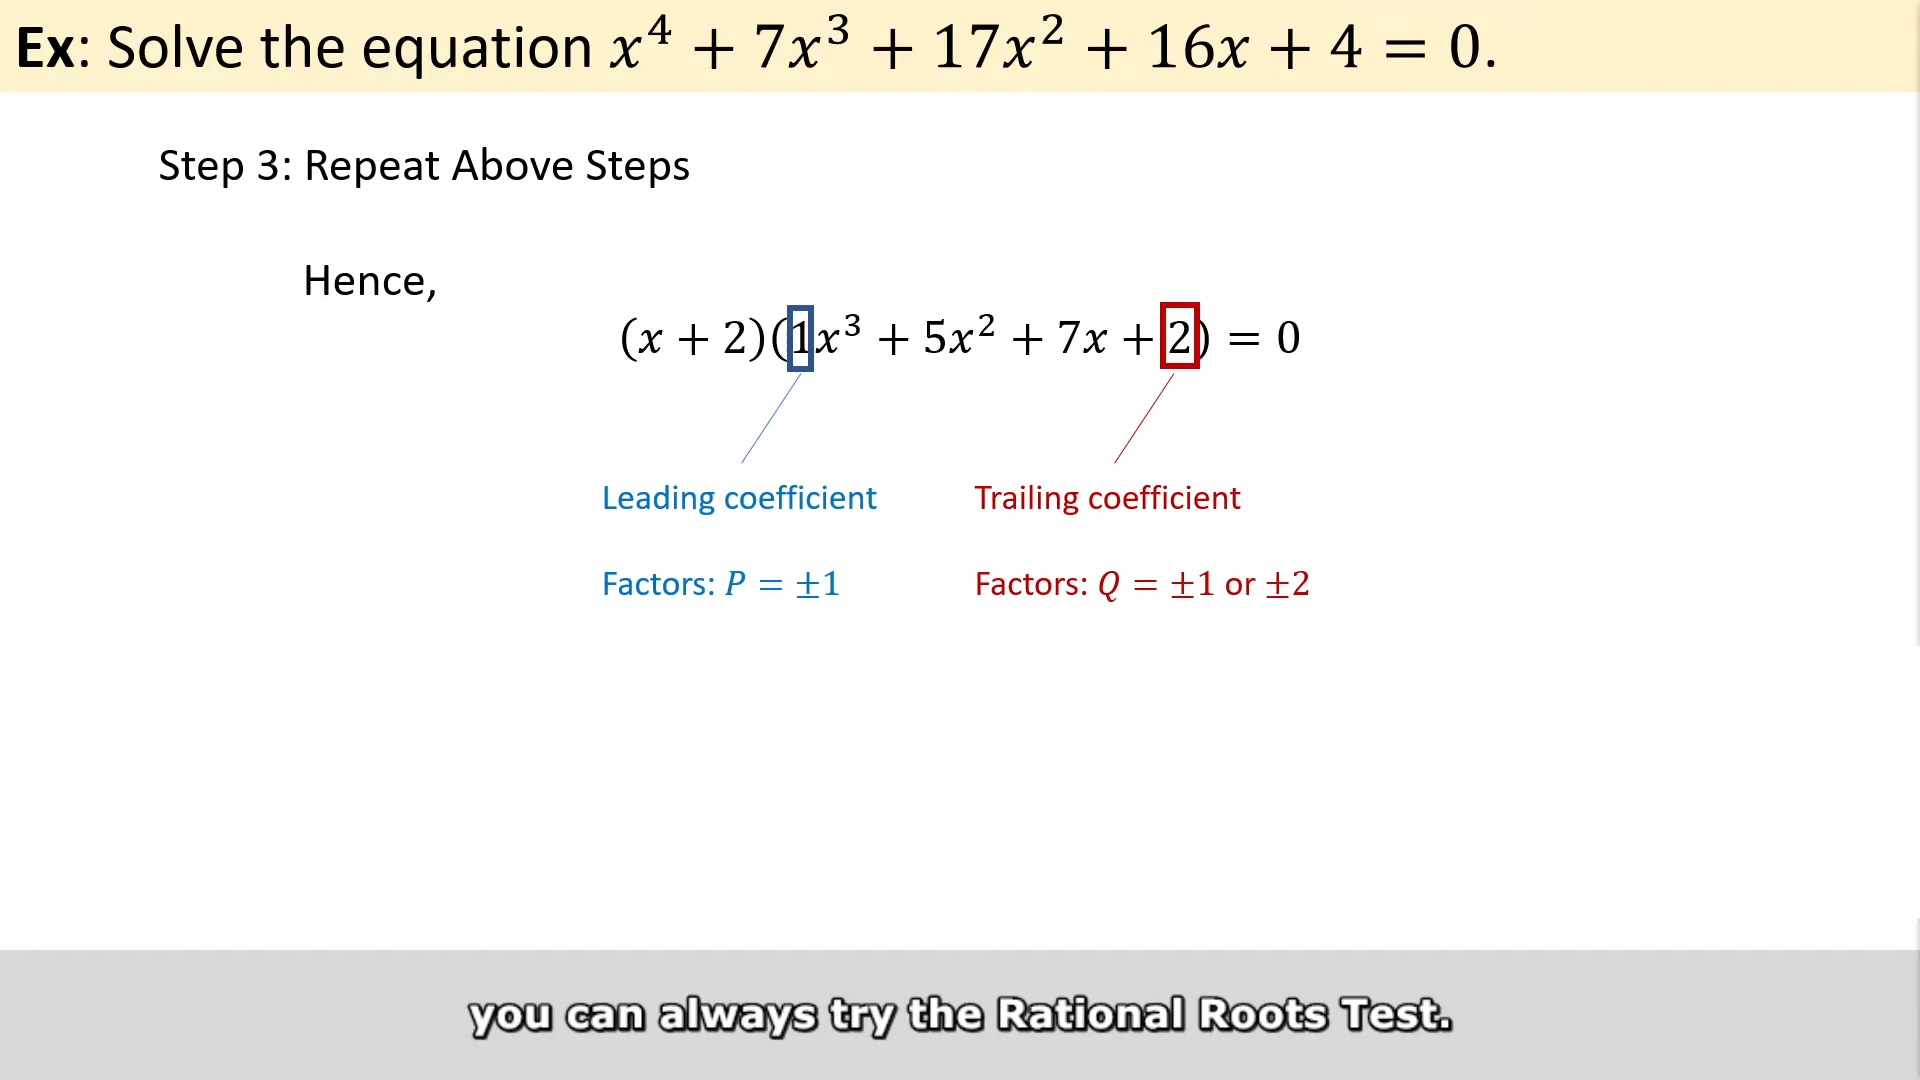 Ex: Solve the equation x⁴ + 7x³ + 17x² + 16x + 4 = 0.
Step 3: Repeat Above Steps
Hence,
(x + 2)(1x³ + 5x² + 7x + 2) = 0
Leading coefficient
Trailing coefficient
Factors: P = ±1
Factors: Q = ±1 or ±2
you can always try the Rational Roots Test.